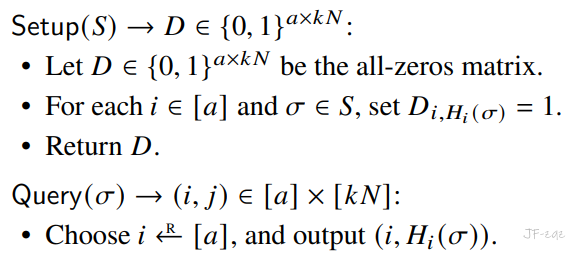 Setup(S) → D ∈ {0, 1}^{a×kN}:
• Let D ∈ {0, 1}^{a×kN} be the all-zeros matrix.
• For each i ∈ [a] and σ ∈ S, set D_{i,H_i(σ)} = 1.
• Return D.
Query(σ) → (i, j) ∈ [a] × [kN]:
• Choose i ←ᴿ [a], and output (i, H_i(σ)).
JF-eqe